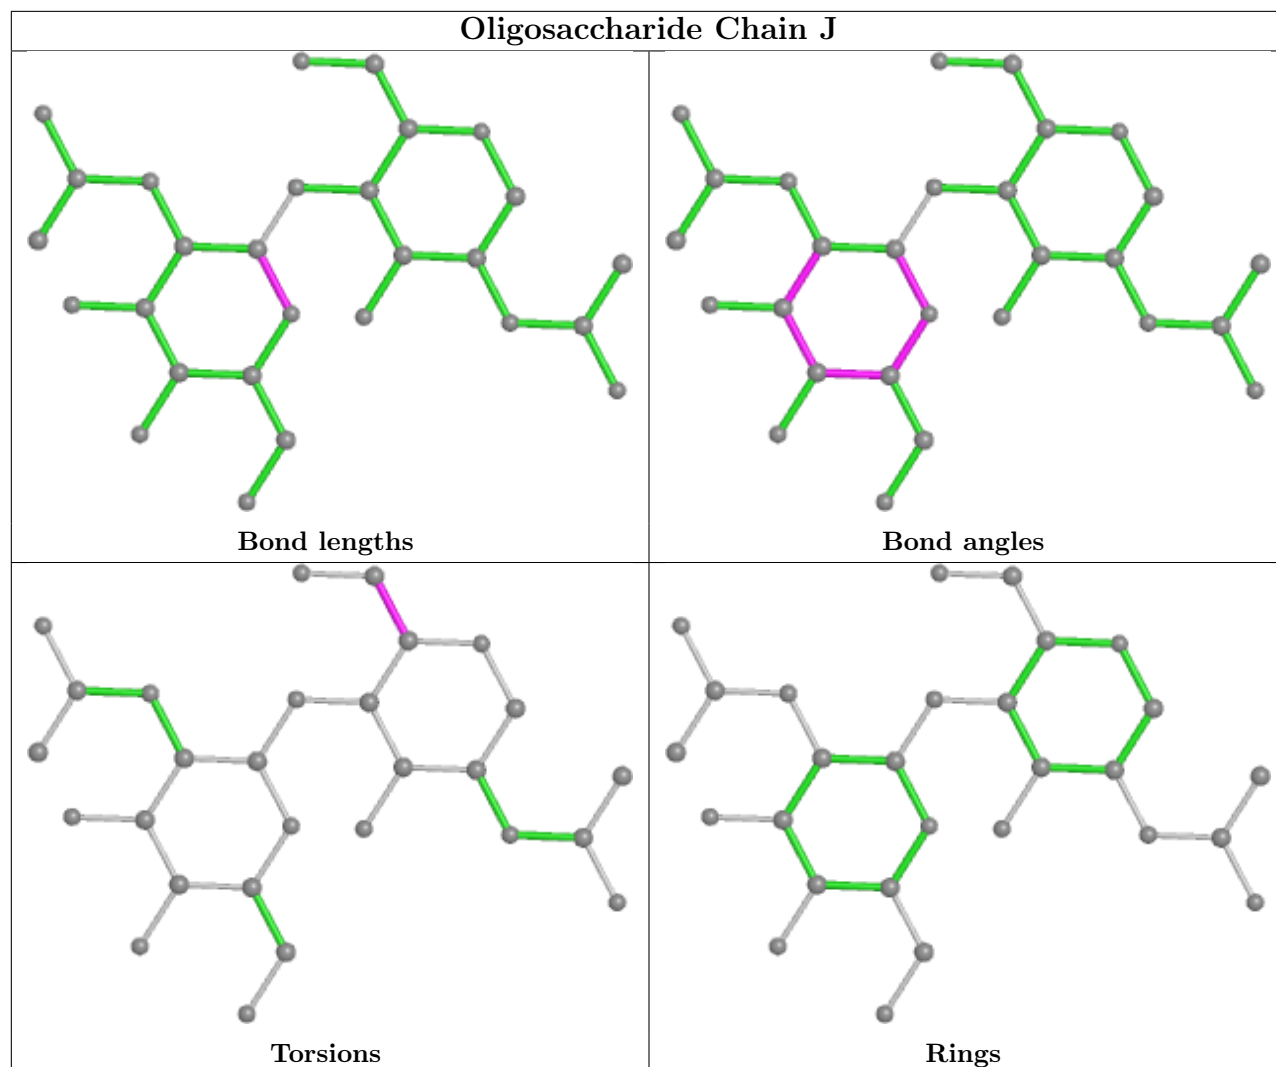 Oligosaccharide Chain J
Bond lengths
Bond angles
Torsions
Rings